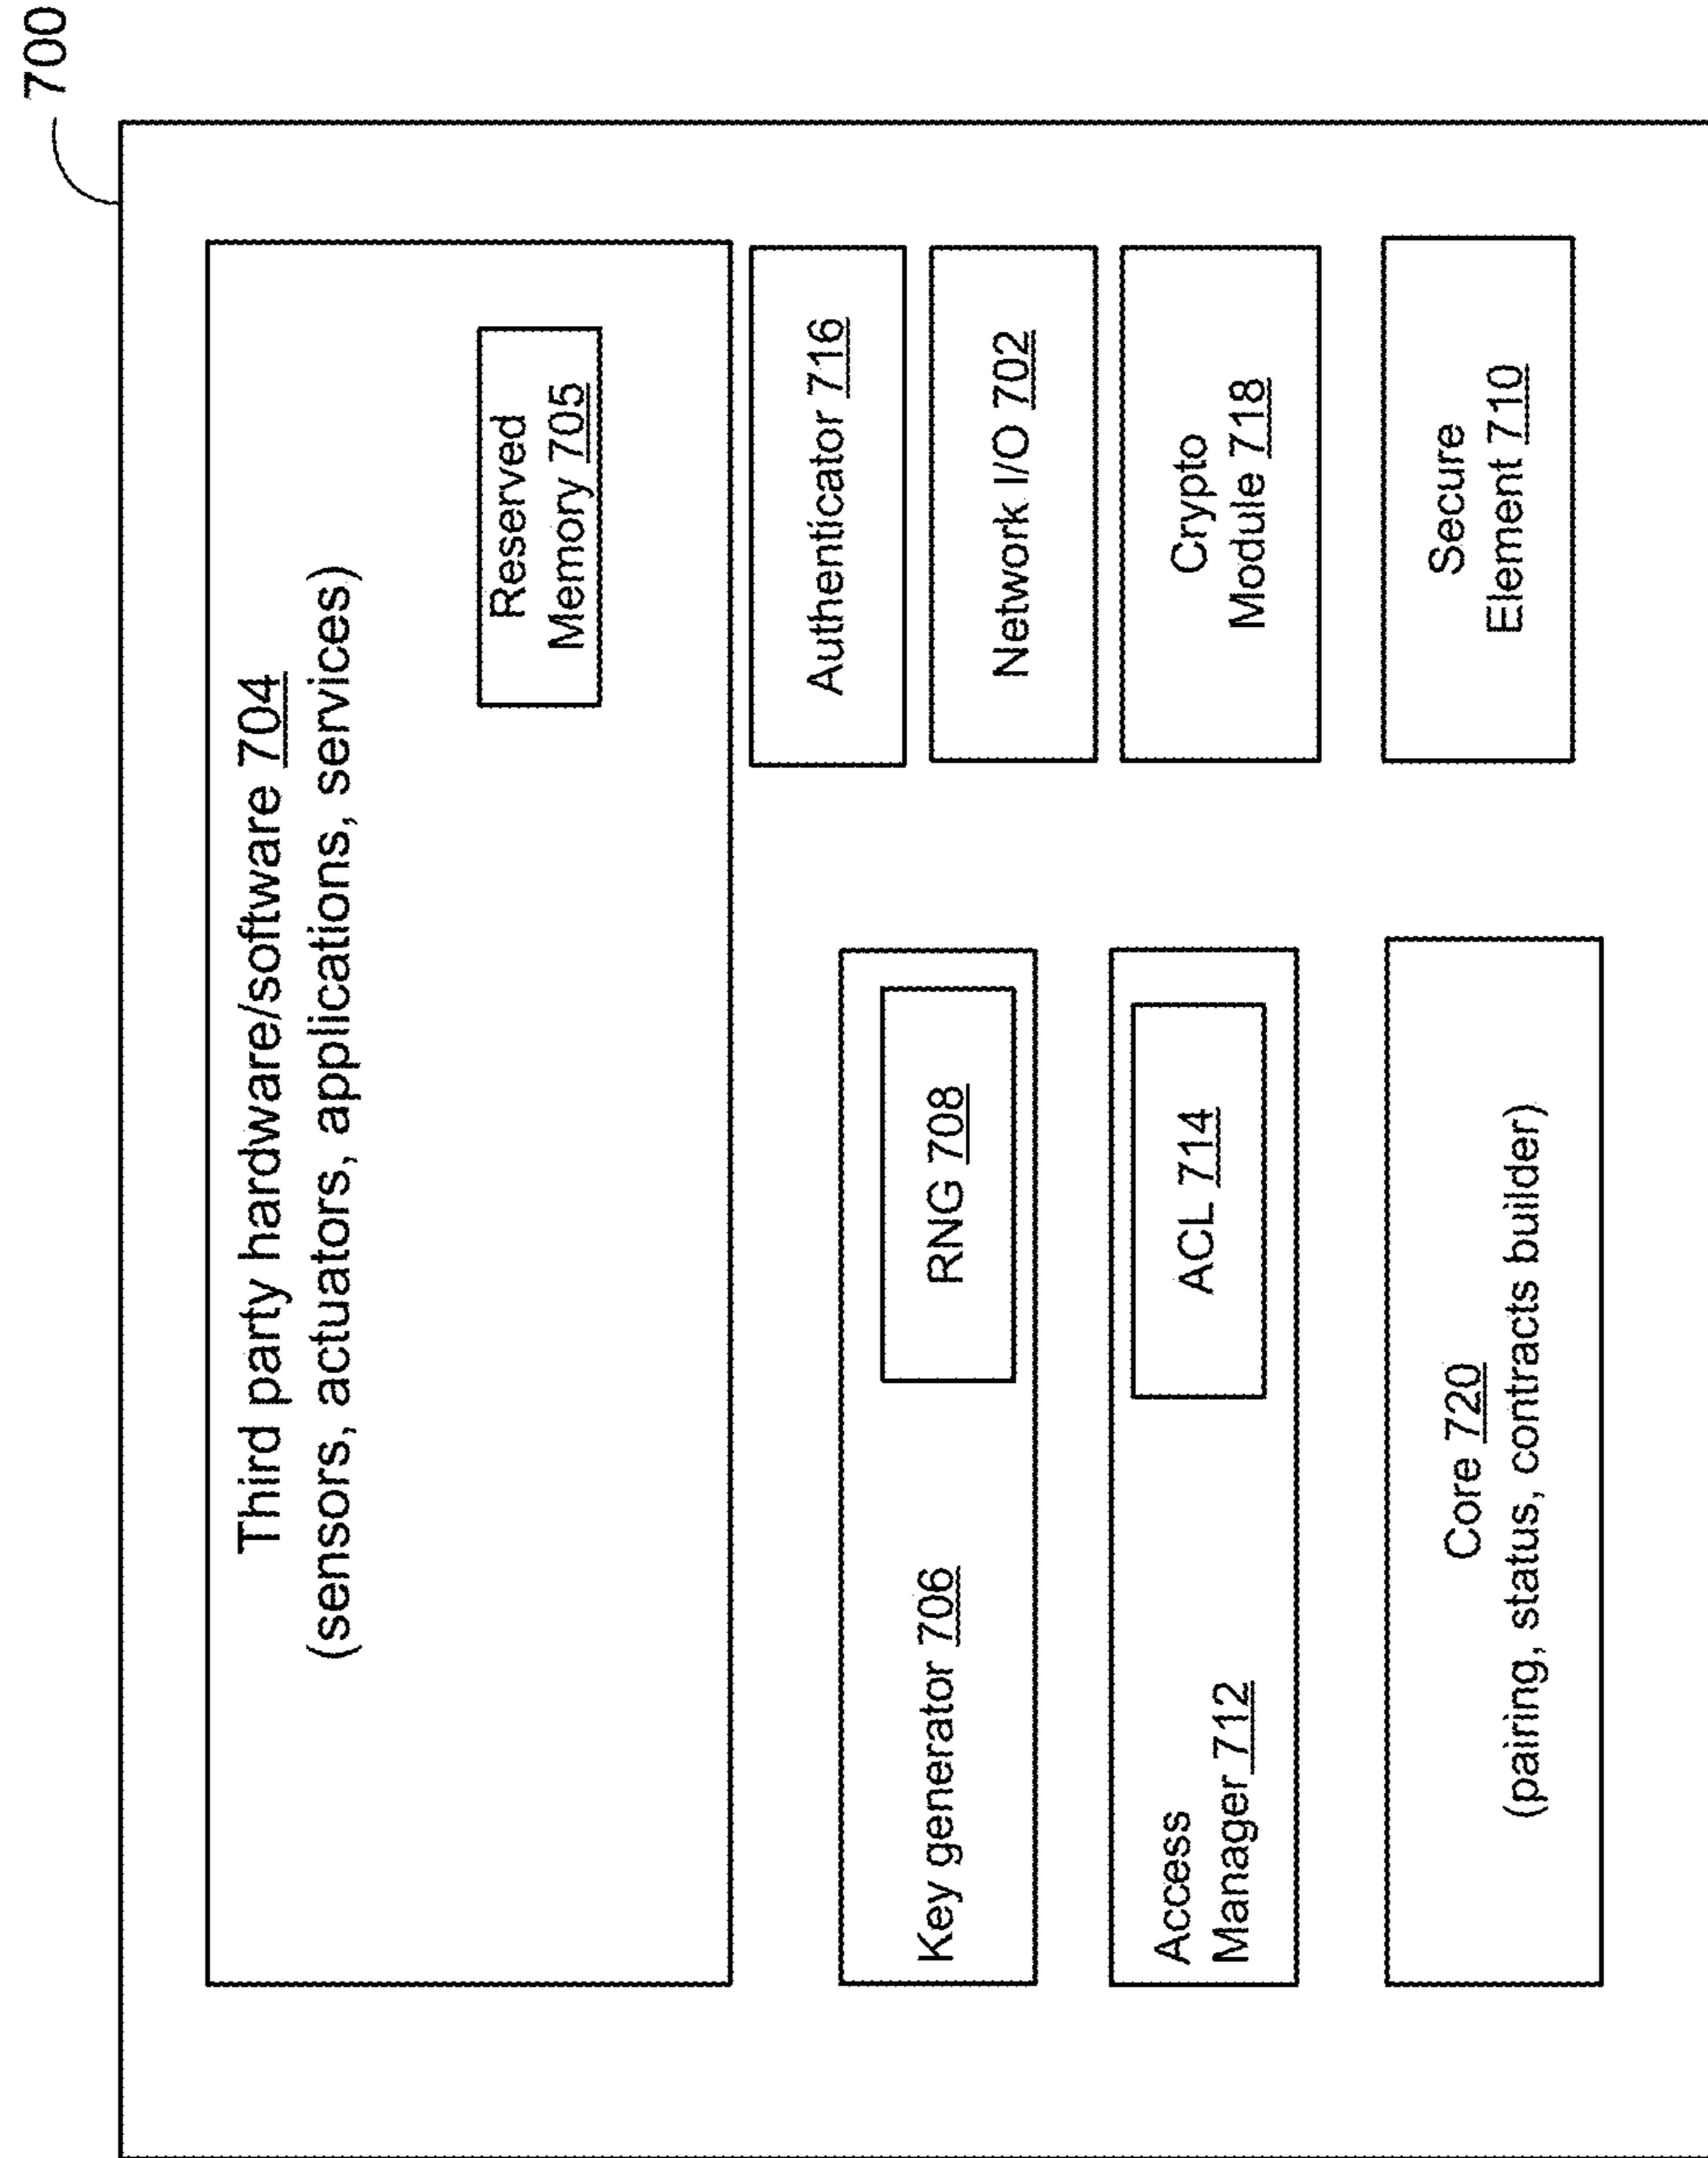 700
Third party hardware/software 704
(sensors, actuators, applications, services)
Reserved
Memory 705
Authenticator 716
Key generator 706
RNG 708
Network I/O 702
Access
Manager 712
ACL 714
Crypto
Module 718
Core 720
(pairing, status, contracts builder)
Secure
Element 710